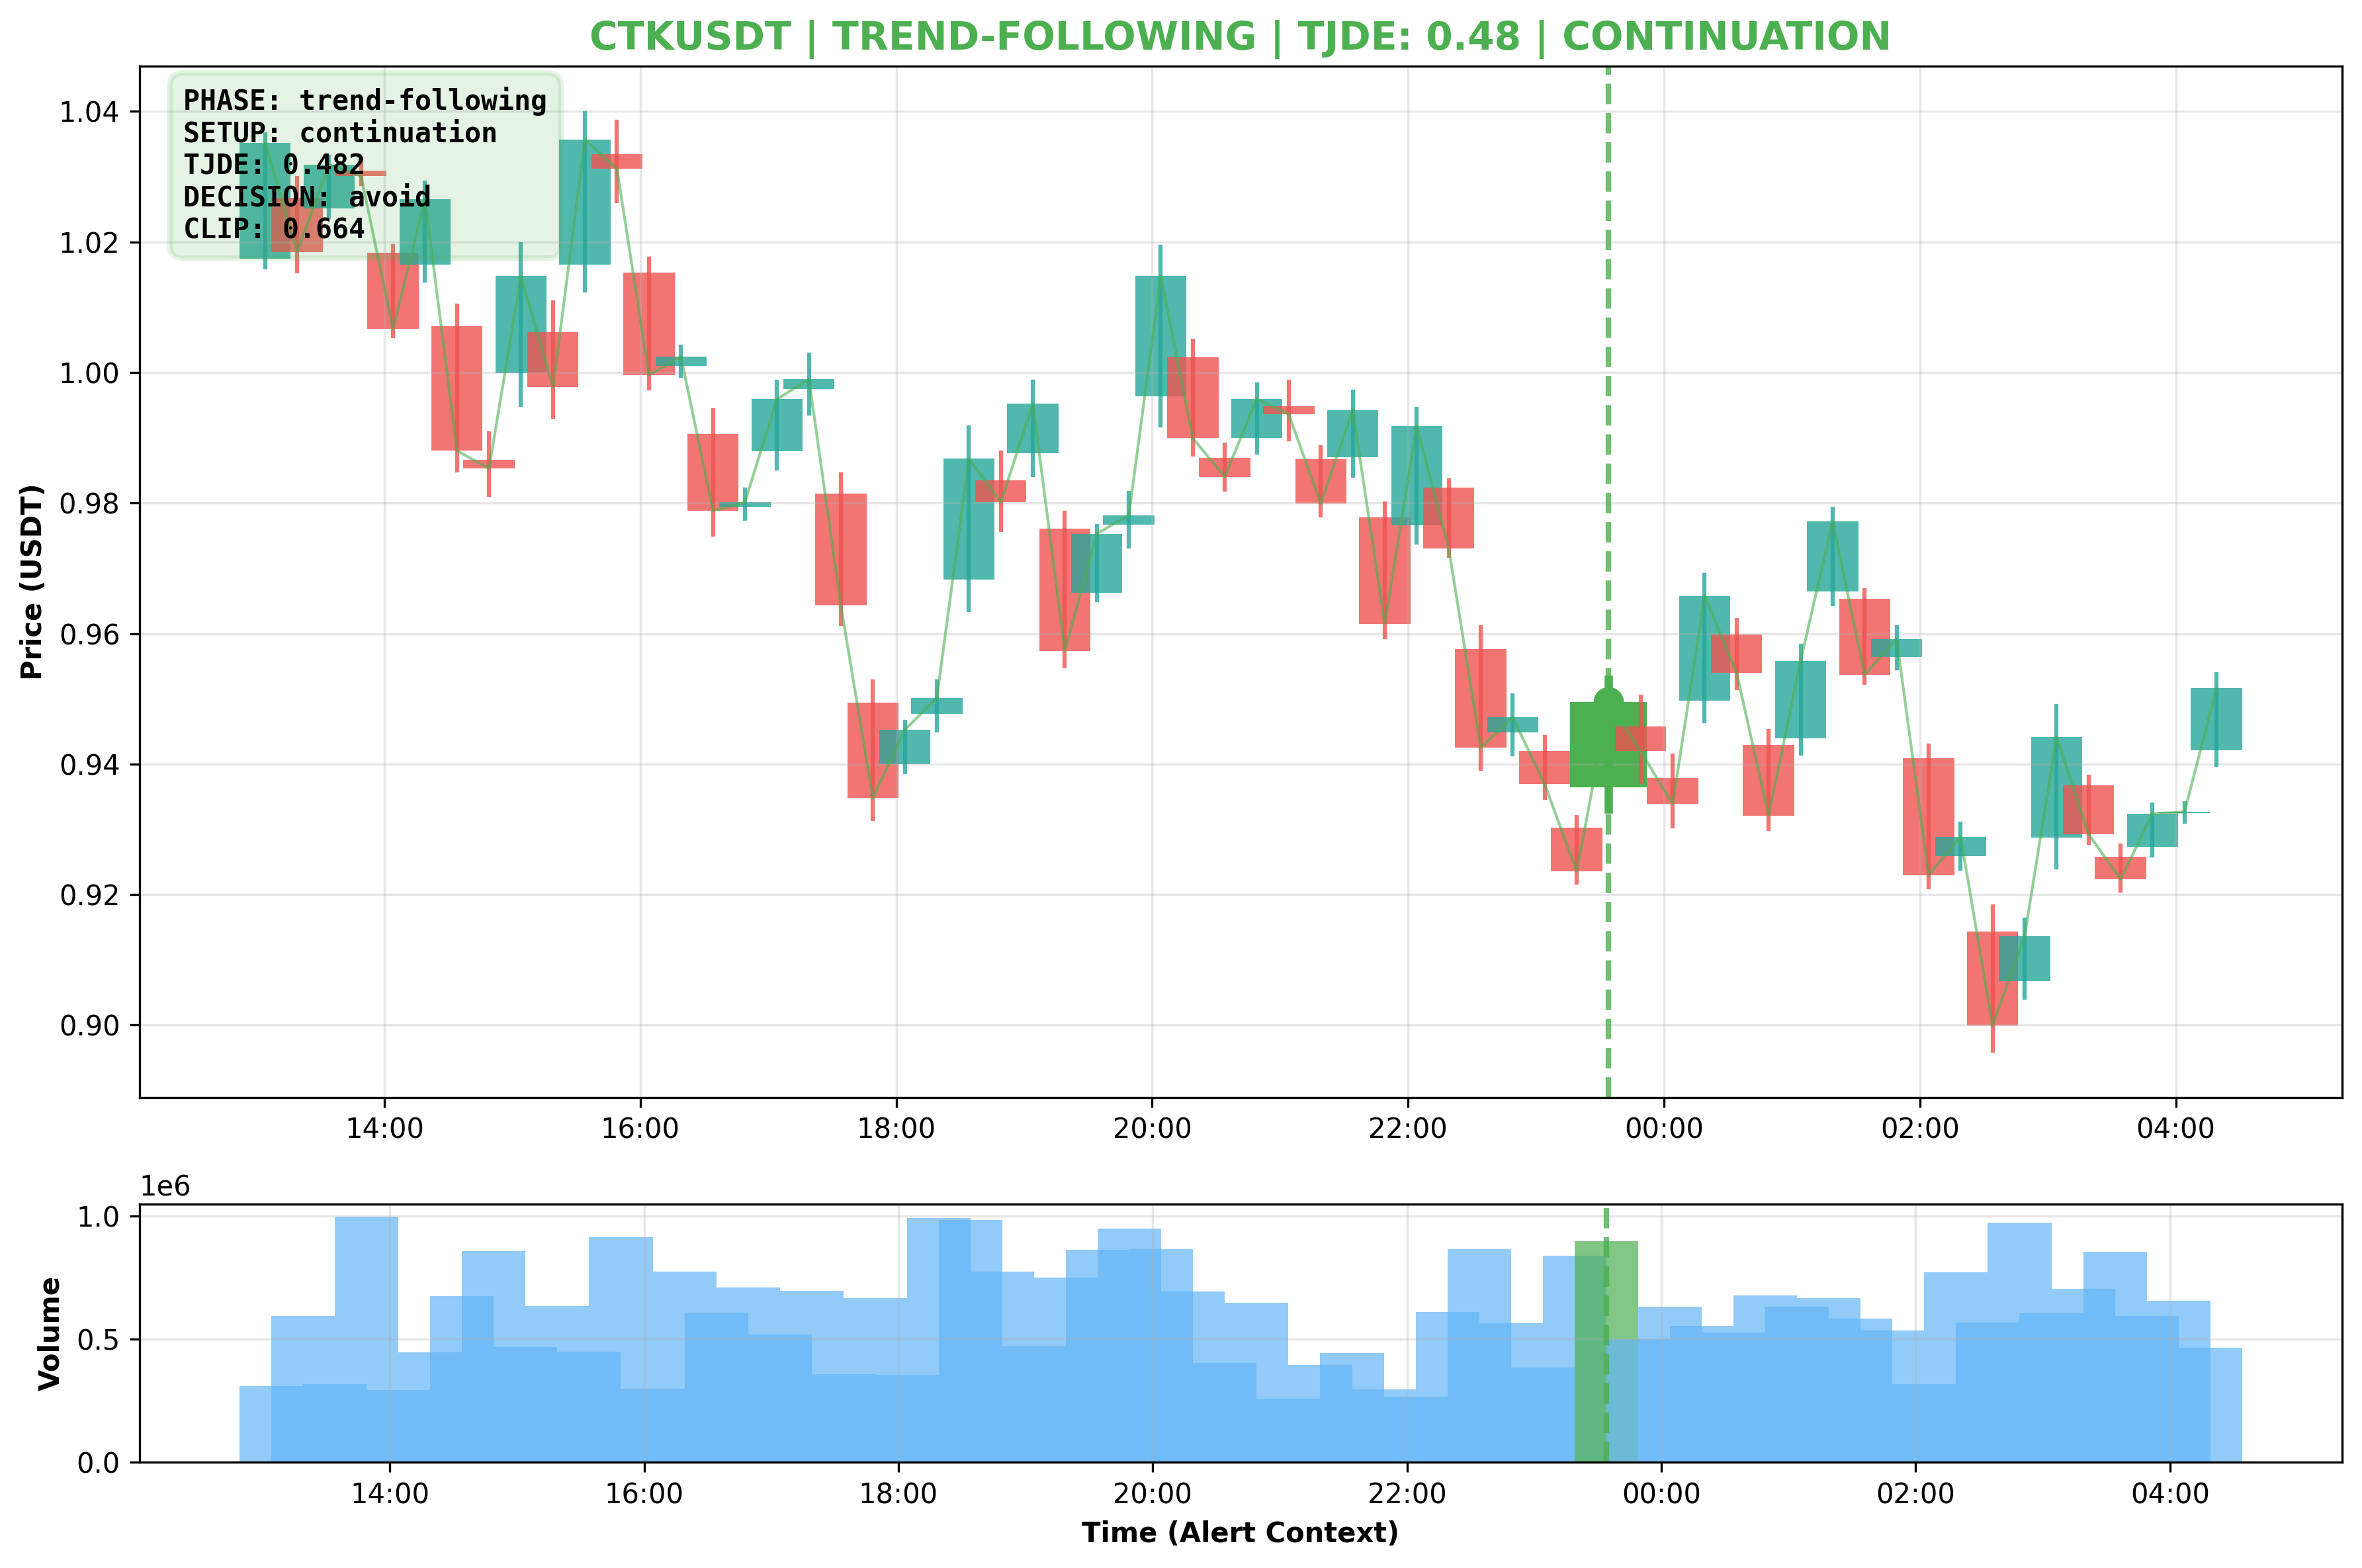 CTKUSDT | TREND-FOLLOWING | TJDE: 0.48 | CONTINUATION
PHASE: trend-following
SETUP: continuation
TJDE: 0.482
DECISION: avoid
CLIP: 0.664
Price (USDT)
1.04
1.02
1.00
0.98
0.96
0.94
0.92
0.90
14:00 16:00 18:00 20:00 22:00 00:00 02:00 04:00
1e6
Volume
1.0
0.5
0.0
14:00 16:00 18:00 20:00 22:00 00:00 02:00 04:00
Time (Alert Context)